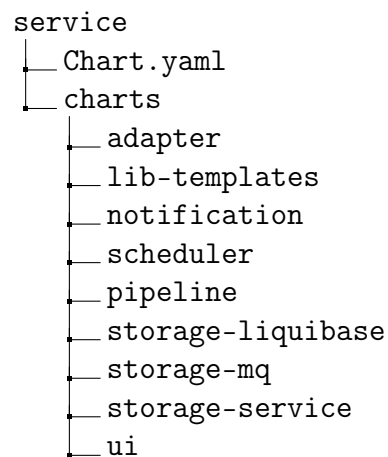 service
Chart.yaml
charts
adapter
lib-templates
notification
scheduler
pipeline
storage-liquibase
storage-mq
storage-service
ui